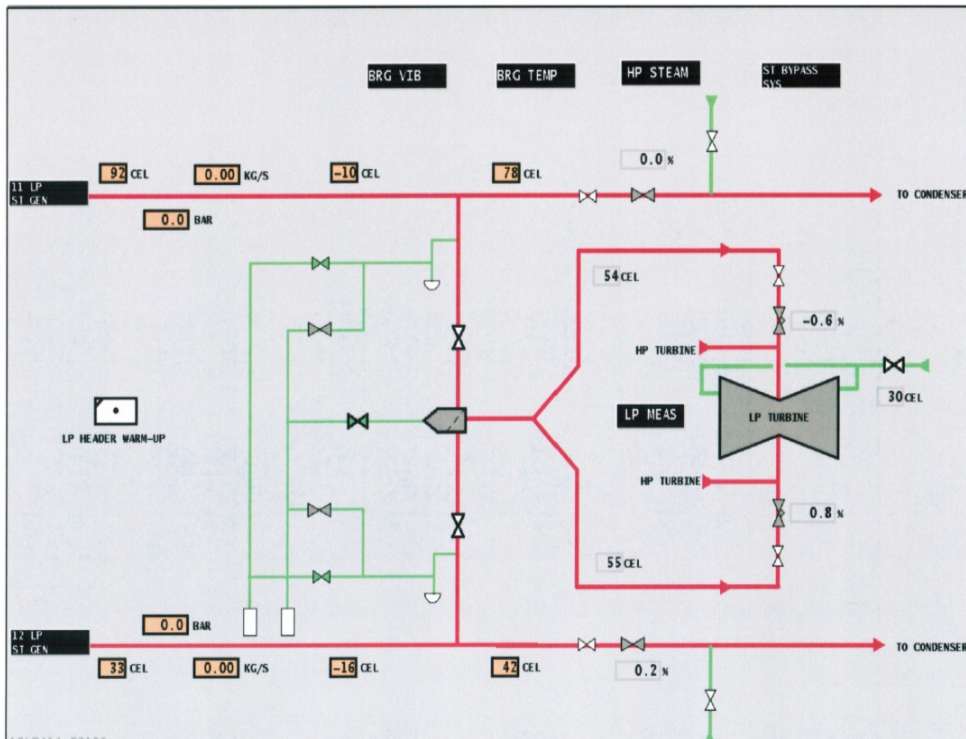 BRG VIB
BRG TEMP
HP STEAM
ST BYPASS
SYS
0.0 %
92 CEL
0.00 KG/S
-10 CEL
78 CEL
11 LP
ST GEN
TO CONDENSER
0.0 BAR
54 CEL
-0.6 %
HP TURBINE
30 CEL
LP MEAS
LP TURBINE
LP HEADER WARM-UP
HP TURBINE
0.8 %
55 CEL
0.0 BAR
12 LP
ST GEN
TO CONDENSER
33 CEL
0.00 KG/S
-16 CEL
42 CEL
0.2 %